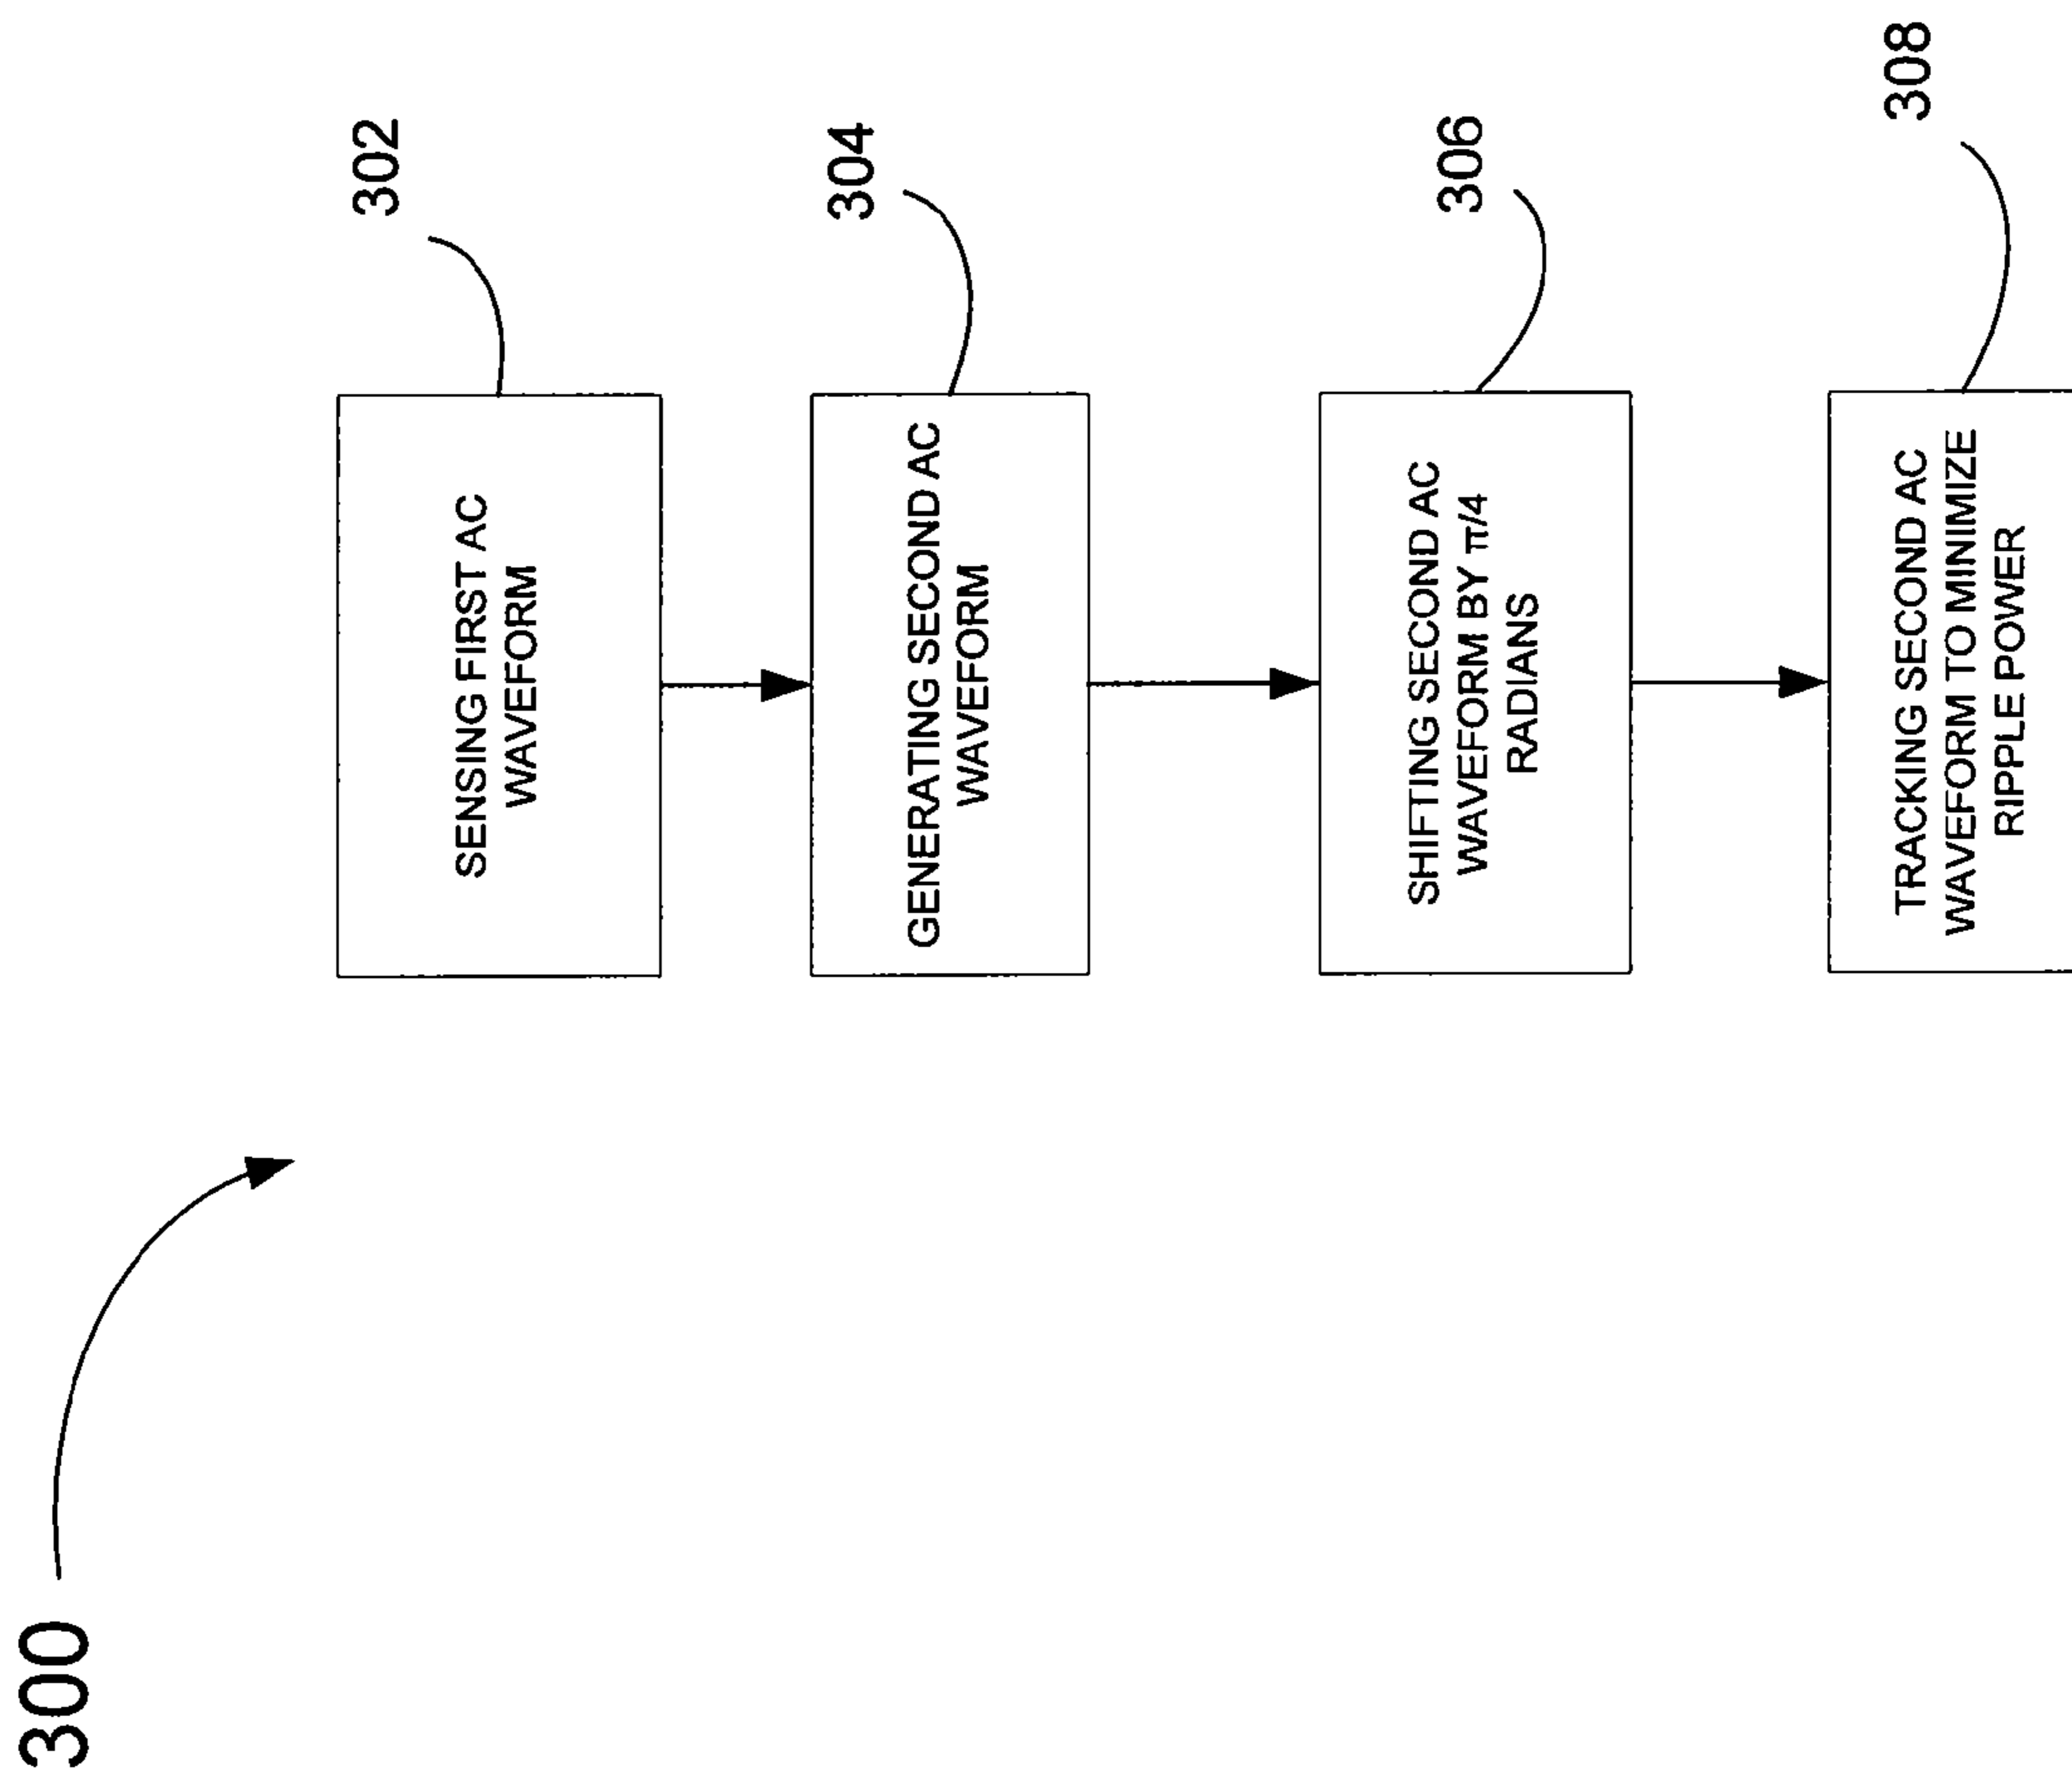 300
302
SENSING FIRST AC
WAVEFORM
304
GENERATING SECOND AC
WAVEFORM
306
SHIFTING SECOND AC
WAVEFORM BY π/4
RADIANS
308
TRACKING SECOND AC
WAVEFORM TO MINIMIZE
RIPPLE POWER